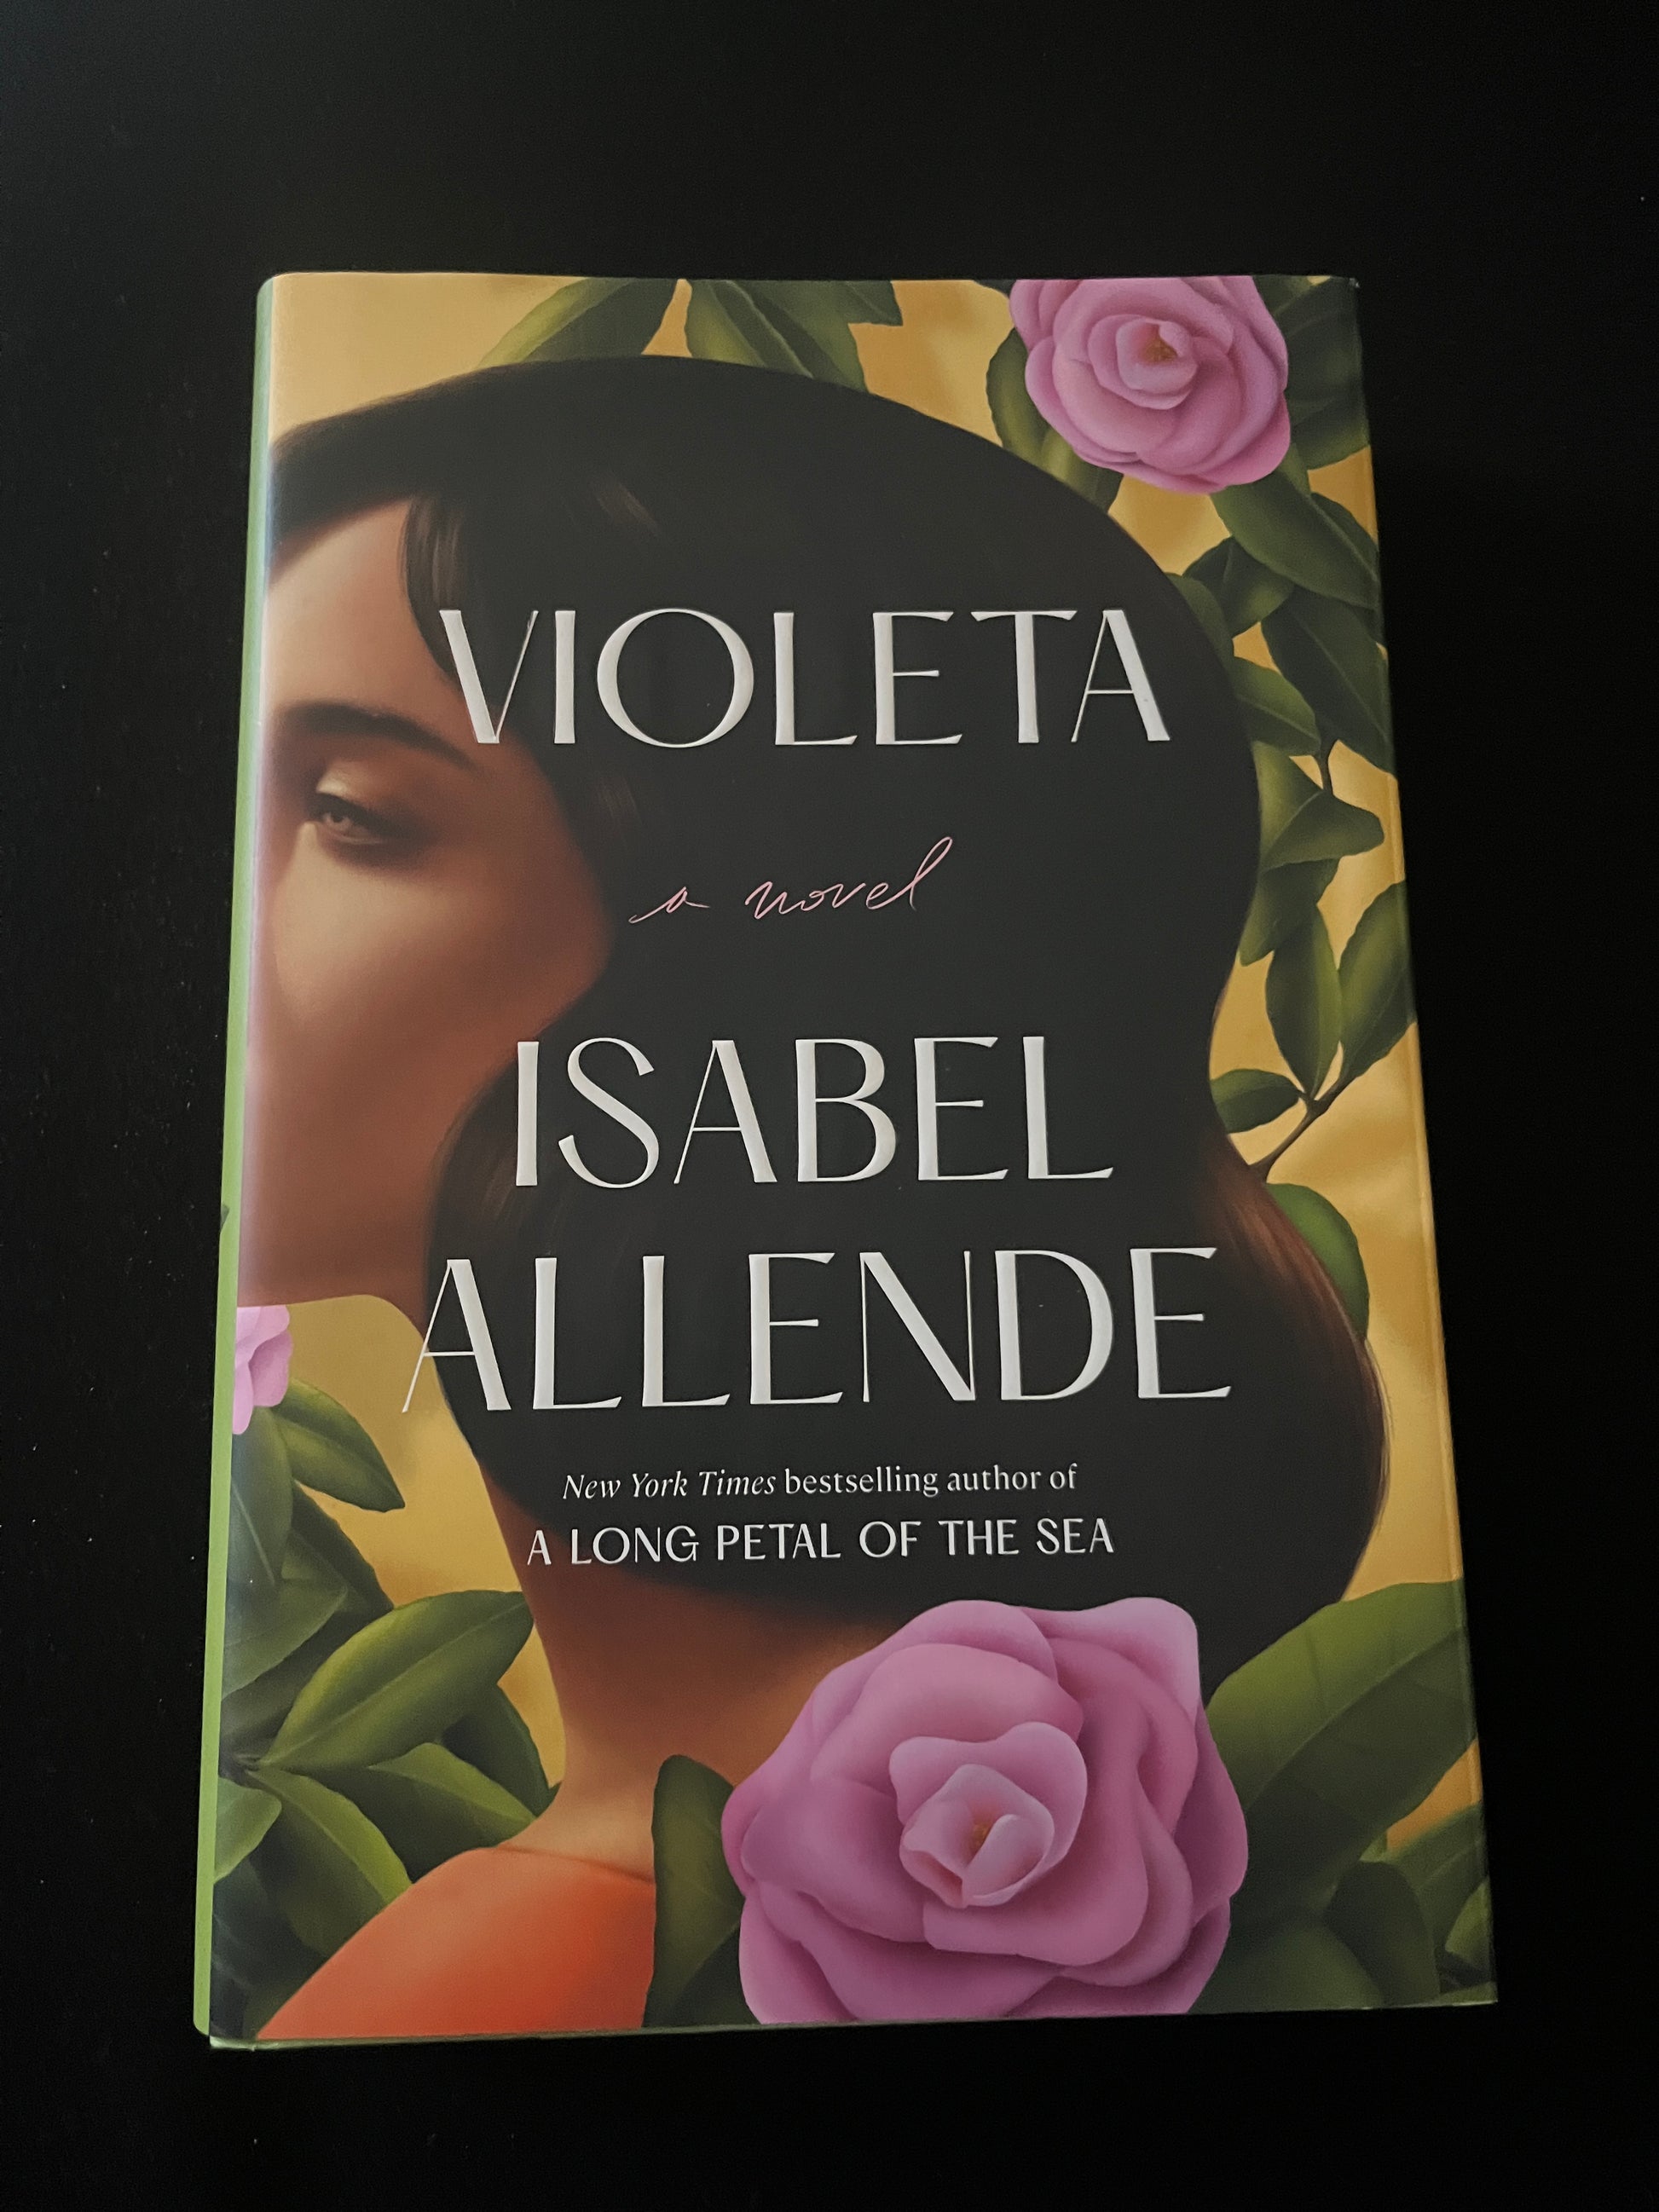 VIOLETA
a novel
ISABEL
ALLENDE
New York Times bestselling author of
A LONG PETAL OF THE SEA